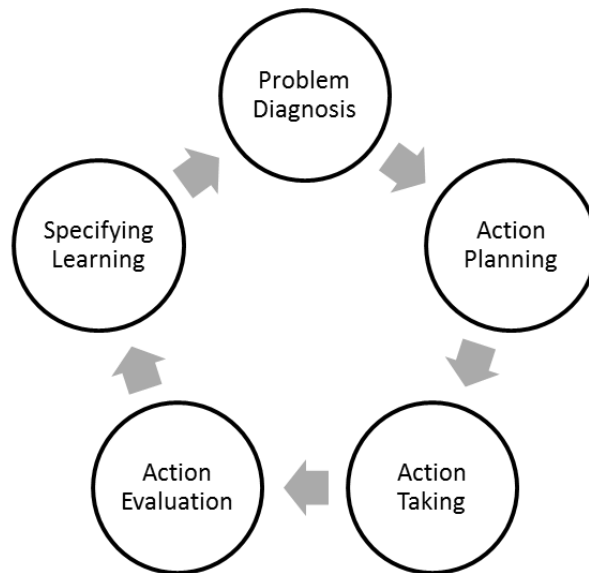 Problem
Diagnosis
Action
Planning
Action
Taking
Action
Evaluation
Specifying
Learning